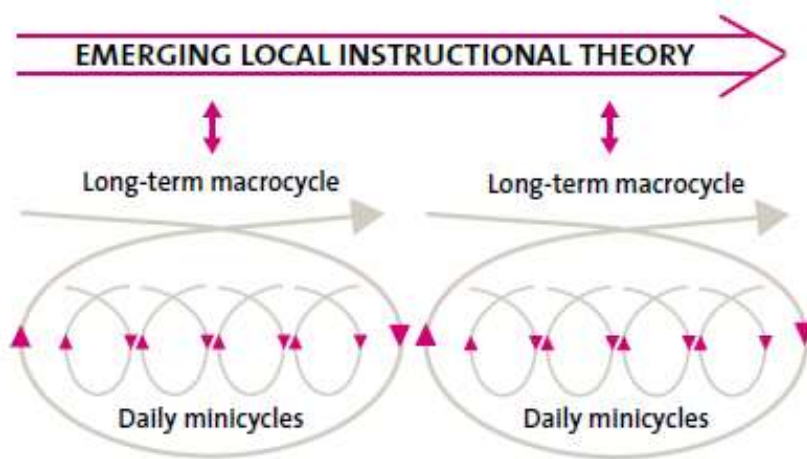 EMERGING LOCAL INSTRUCTIONAL THEORY
Long-term macrocycle
Long-term macrocycle
Daily minicycles
Daily minicycles